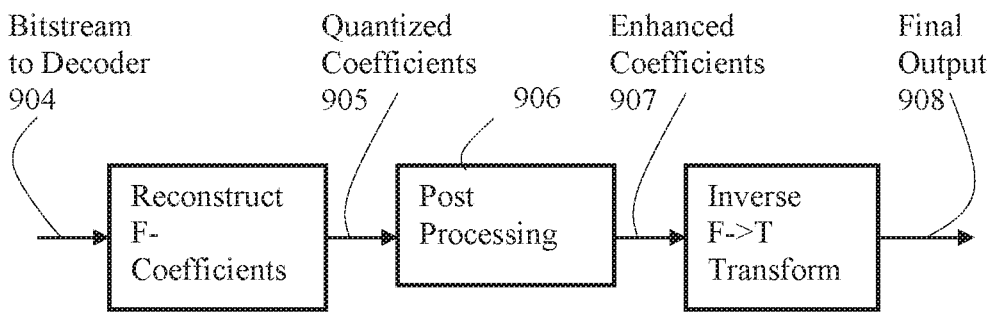 Bitstream
to Decoder
904
Quantized
Coefficients
905
906
Enhanced
Coefficients
907
Final
Output
908
Reconstruct
F-
Coefficients
Post
Processing
Inverse
F->T
Transform